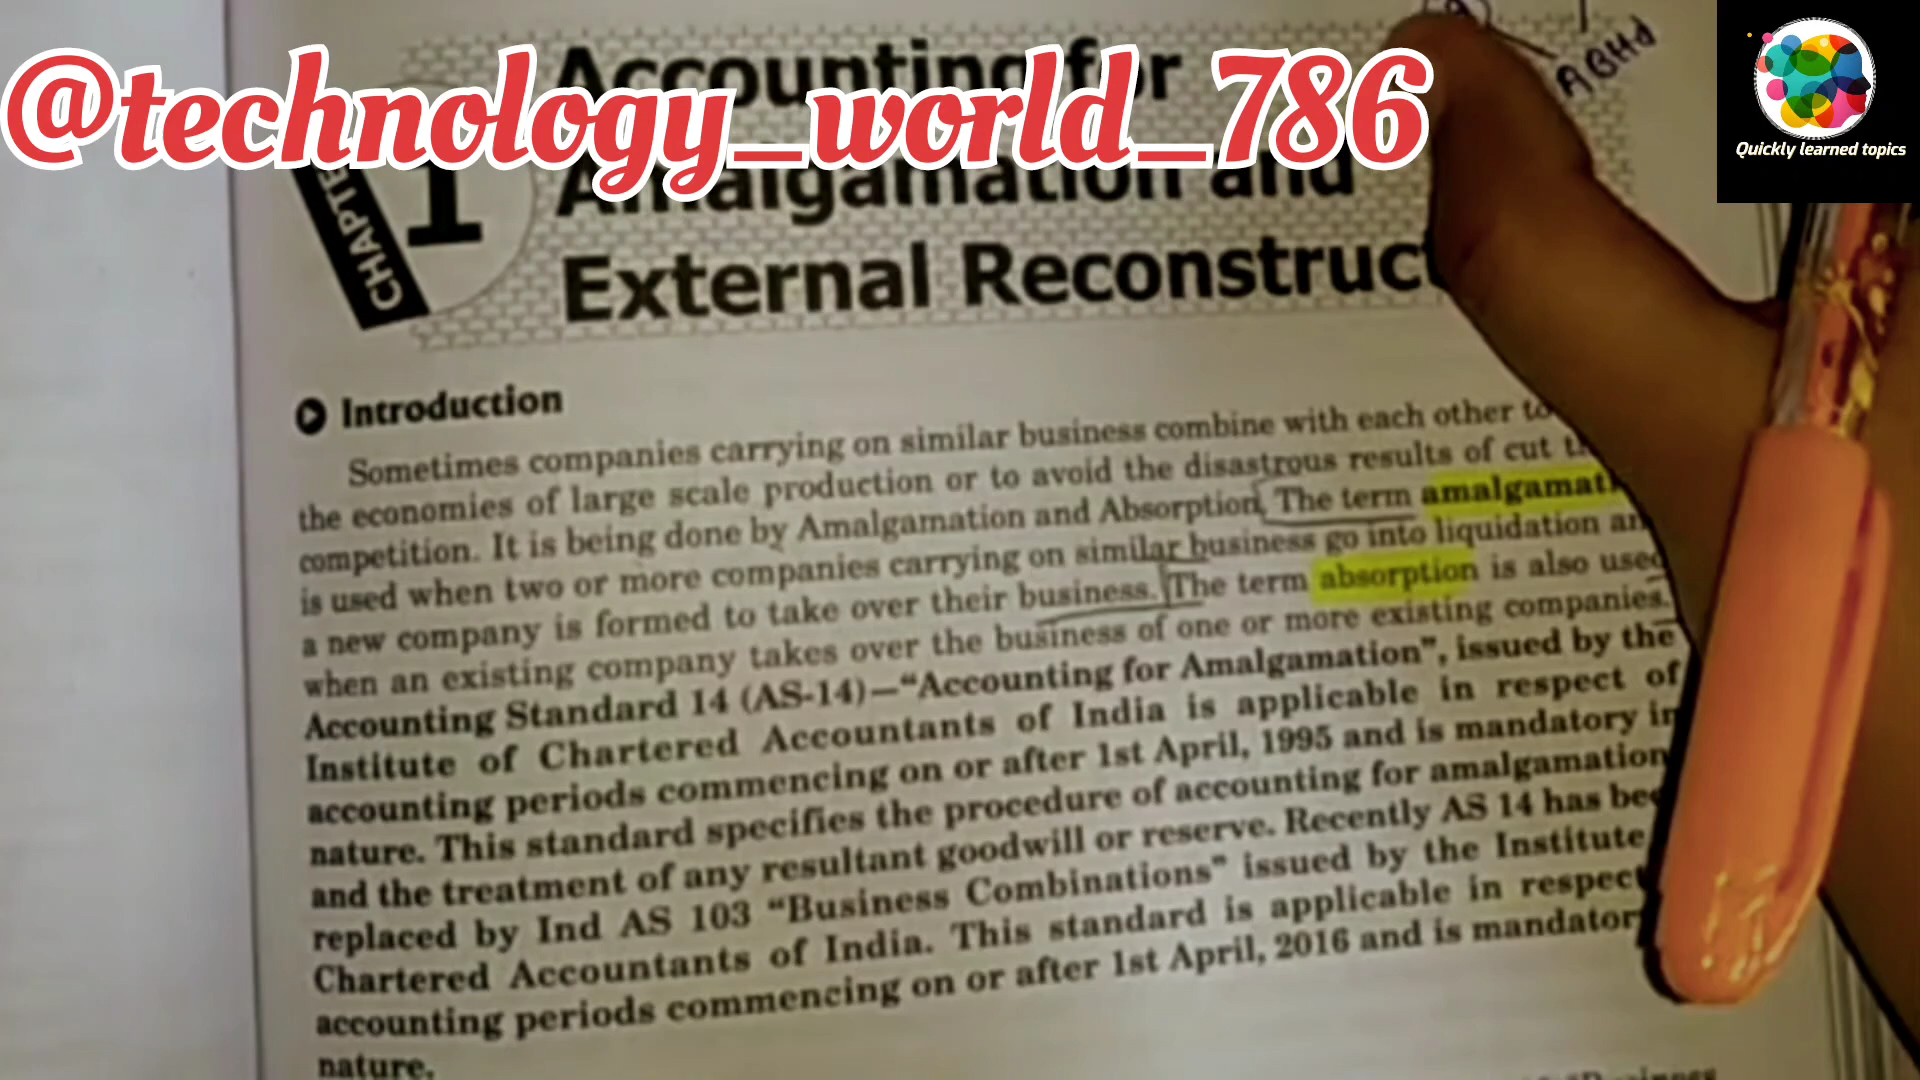 @technology_world_786
Quickly learned topics
ABHd
CHAPTE
1
Accounting for
Amalgamation and
External Reconstruct
Introduction
Sometimes companies carrying on similar business combine with each other to
the economies of large scale production or to avoid the disastrous results of cut
competition. It is being done by Amalgamation and Absorption. The term amalgamati
is used when two or more companies carrying on similar business go into liquidation an
a new company is formed to take over their business. The term absorption is also used
when an existing company takes over the business of one or more existing companies.
Accounting Standard 14 (AS-14)—“Accounting for Amalgamation”, issued by the
Institute of Chartered Accountants of India is applicable in respect of
accounting periods commencing on or after 1st April, 1995 and is mandatory in
nature. This standard specifies the procedure of accounting for amalgamation
and the treatment of any resultant goodwill or reserve. Recently AS 14 has bee
replaced by Ind AS 103 “Business Combinations” issued by the Institute
Chartered Accountants of India. This standard is applicable in respect
accounting periods commencing on or after 1st April, 2016 and is mandatory
nature.